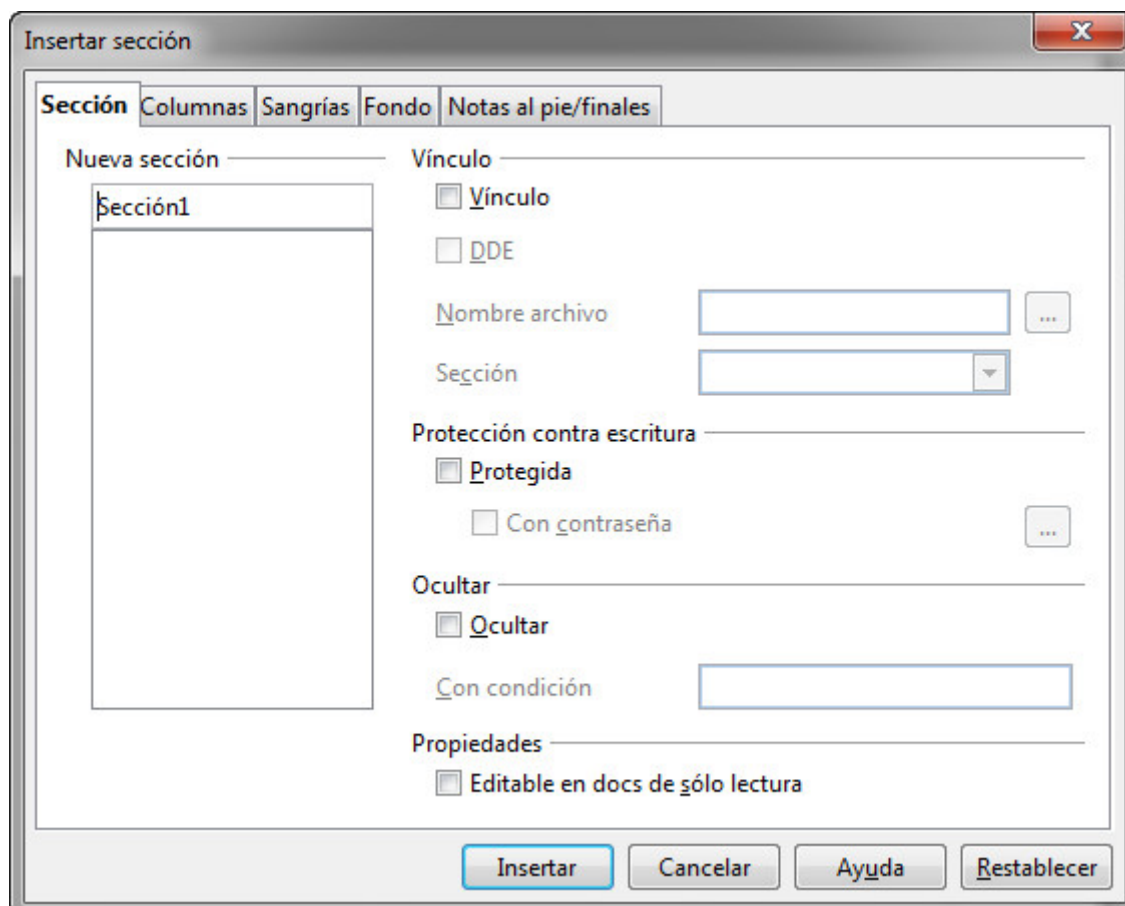 Insertar sección
Sección Columnas Sangrías Fondo Notas al pie/finales
Nueva sección
Sección1
Vínculo
Vínculo
DDE
Nombre archivo
...
Sección
Protección contra escritura
Protegida
Con contraseña
...
Ocultar
Ocultar
Con condición
Propiedades
Editable en docs de sólo lectura
Insertar Cancelar Ayuda Restablecer